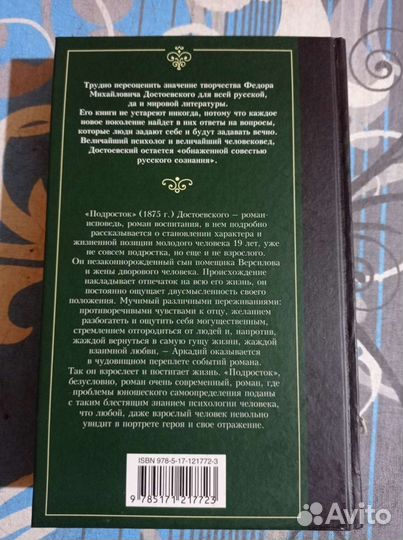 Трудно переоценить значение творчества Федора
Михайловича Достоевского для всей русской,
да и мировой литературы.
Его книги не устареют никогда, потому что каждое
новое поколение найдет в них ответы на вопросы,
которые люди задают себе и будут задавать вечно.
Величайший психолог и величайший человековед,
Достоевский остается «обнаженной совестью
русского сознания».
«Подросток» (1875 г.) Достоевского — роман-
исповедь, роман воспитания, в нем подробно
рассказывается о становлении характера и
жизненной позиции молодого человека 19 лет, уже
не совсем подростка, но еще и не взрослого.
Он незаконнорожденный сын помещика Версилова
и жены дворового человека. Происхождение
накладывает отпечаток на всю его жизнь, он
постоянно ощущает двусмысленность своего
положения. Мучимый различными переживаниями:
противоречивыми чувствами к отцу, желанием
разбогатеть и ощутить себя могущественным,
стремлением отгородиться от людей и, напротив,
жаждой вернуться в самую гущу жизни, жаждой
взаимной любви, — Аркадий оказывается
в чудовищном переплете событий романа.
Так он взрослеет и постигает жизнь. «Подросток»,
безусловно, роман очень современный, роман, где
проблемы юношеского самоопределения поданы
с таким блестящим знанием психологии человека,
что любой, даже взрослый человек невольно
увидит в портрете героя и свое отражение.
ISBN 978-5-17-121772-3
9 785171 217723
Avito